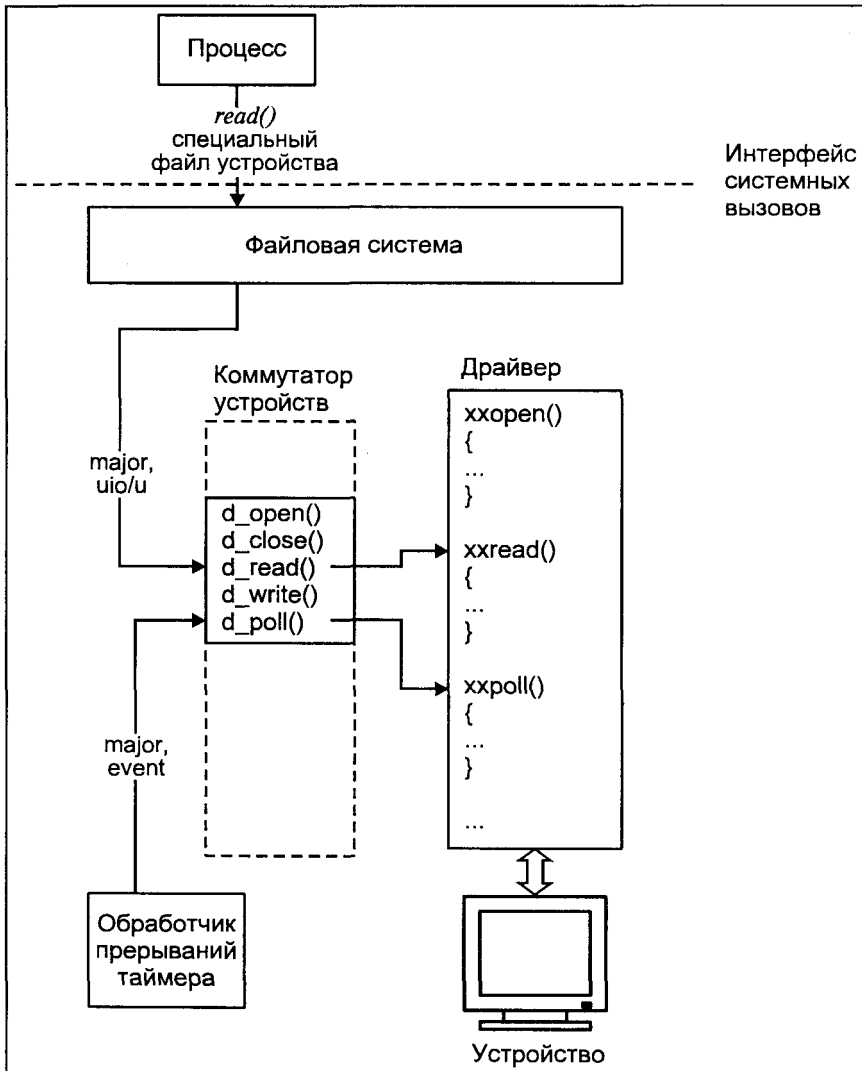 Процесс
read()
специальный
файл устройства
Интерфейс
системных
вызовов
Файловая система
Коммутатор
устройств
Драйвер
major,
uio/u
d_open()
d_close()
d_read()
d_write()
d_poll()
xxopen()
{
...
}
xxread()
{
...
}
xxpoll()
{
...
}
...
major,
event
Обработчик
прерываний
таймера
Устройство